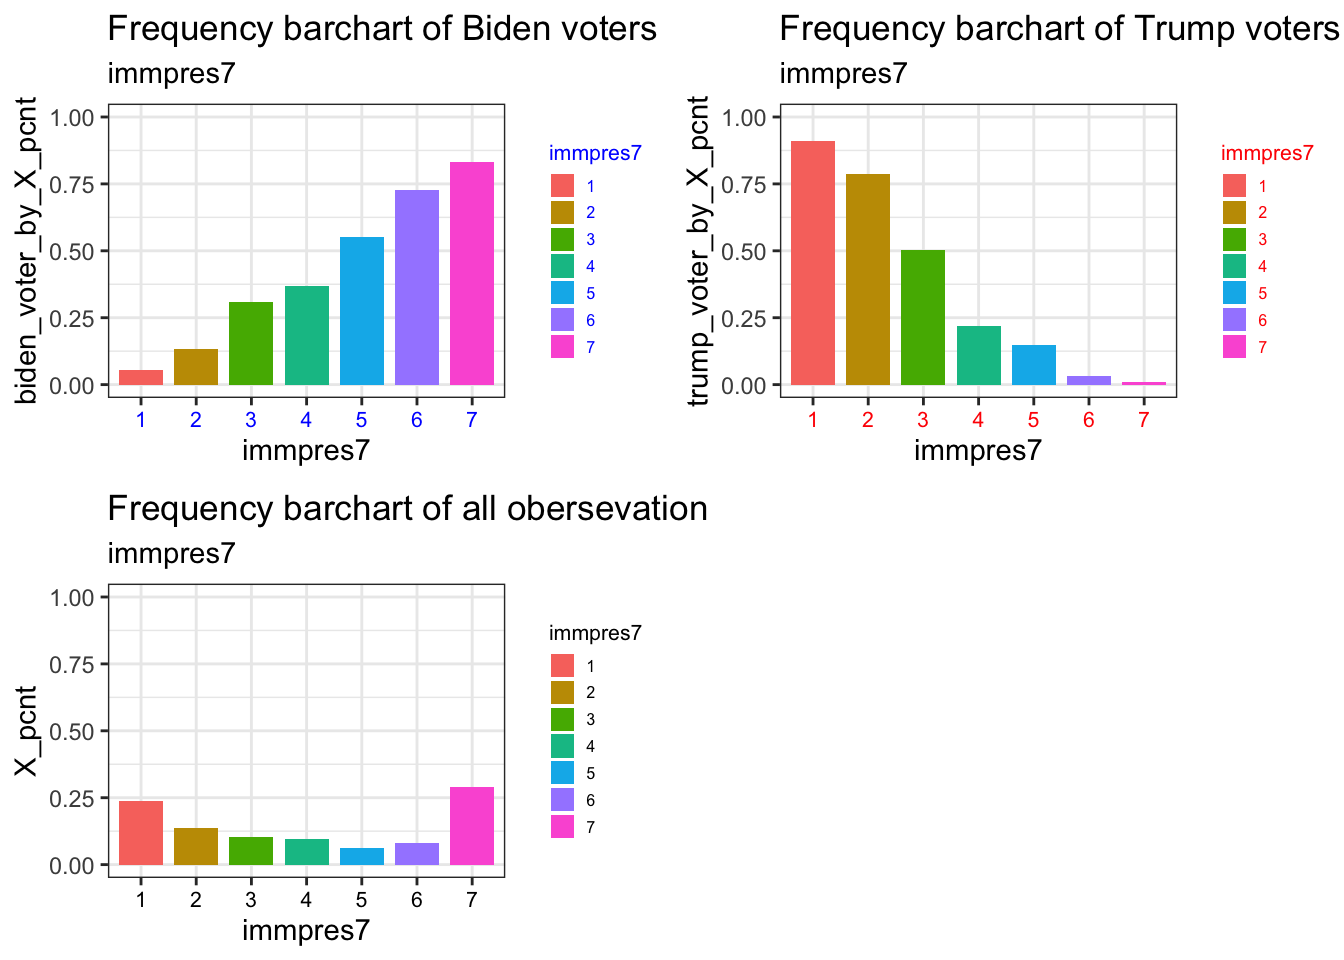 Frequency barchart of Biden voters
immpres7
biden_voter_by_X_pcnt
1.00
0.75
0.50
0.25
0.00
1 2 3 4 5 6 7
immpres7
immpres7
1
2
3
4
5
6
7
Frequency barchart of Trump voters
immpres7
trump_voter_by_X_pcnt
1.00
0.75
0.50
0.25
0.00
1 2 3 4 5 6 7
immpres7
immpres7
1
2
3
4
5
6
7
Frequency barchart of all obersevation
immpres7
X_pcnt
1.00
0.75
0.50
0.25
0.00
1 2 3 4 5 6 7
immpres7
immpres7
1
2
3
4
5
6
7